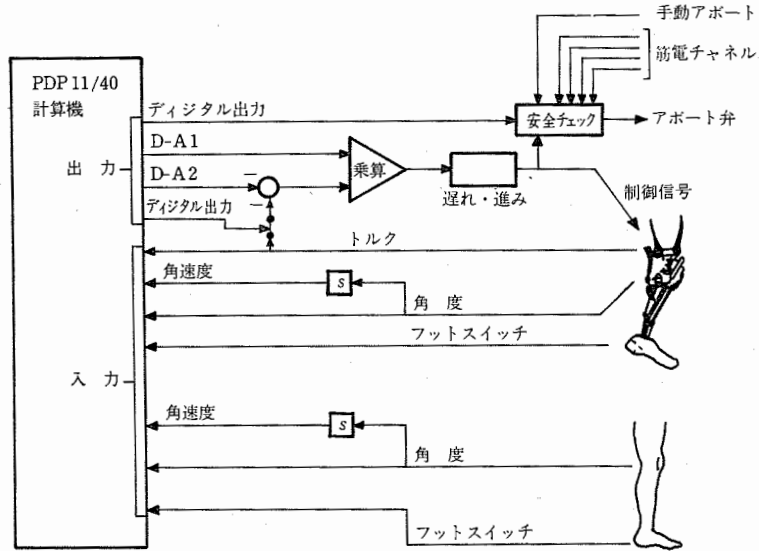 手動アボート
筋電チャネル
PDP 11/40
計算機
ディジタル出力
安全チェック
アボート弁
D-A1
乗算
出 力
D-A2
遅れ・進み
制御信号
ディジタル出力
トルク
角速度
s
角 度
フットスイッチ
入 力
角速度
s
角 度
フットスイッチ